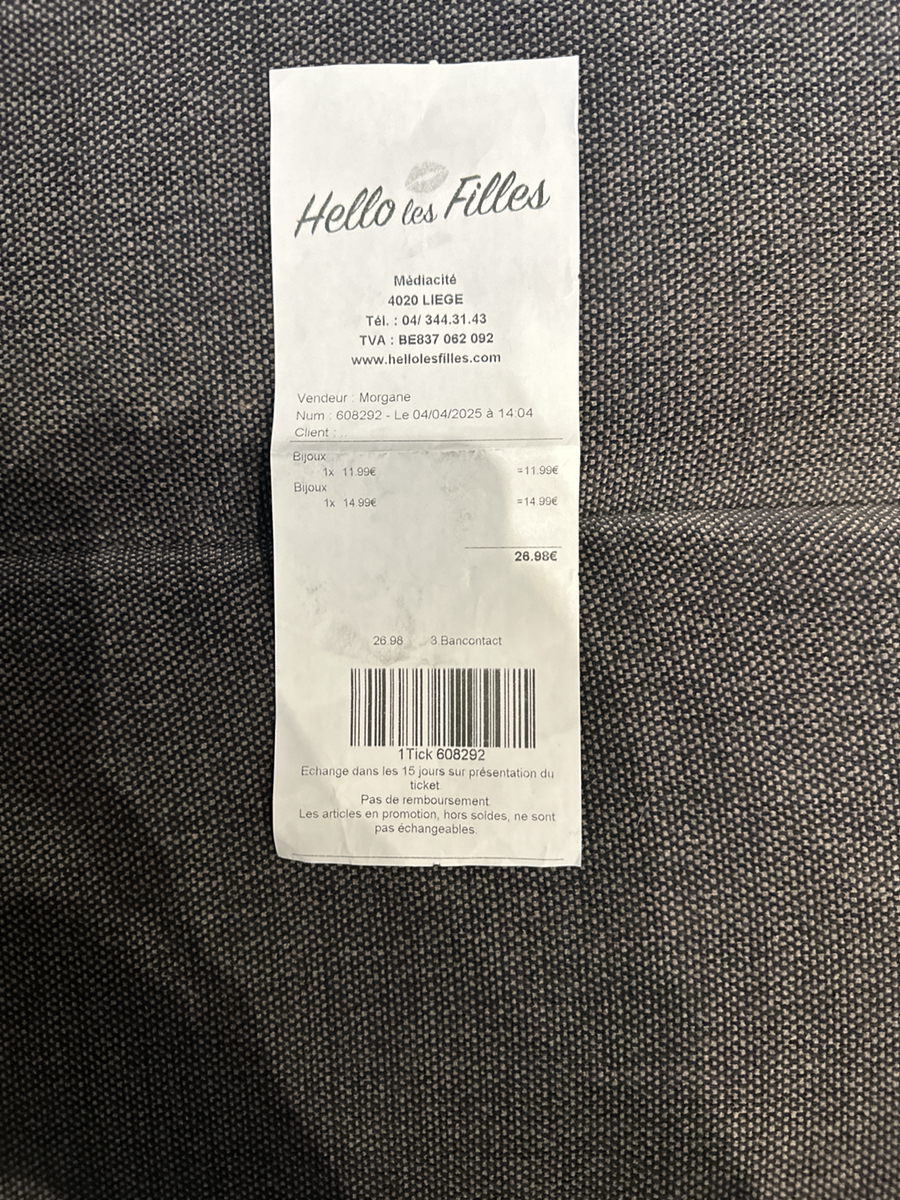 Hello les Filles
Médiacité
4020 LIEGE
Tél. : 04/ 344.31.43
TVA : BE837 062 092
www.hellolesfilles.com
Vendeur : Morgane
Num : 608292 - Le 04/04/2025 à 14:04
Client : ..
Bijoux
1x 11.99€ =11.99€
Bijoux
1x 14.99€ =14.99€
26.98€
26.98 3 Bancontact
1Tick 608292
Echange dans les 15 jours sur présentation du
ticket.
Pas de remboursement.
Les articles en promotion, hors soldes, ne sont
pas échangeables.